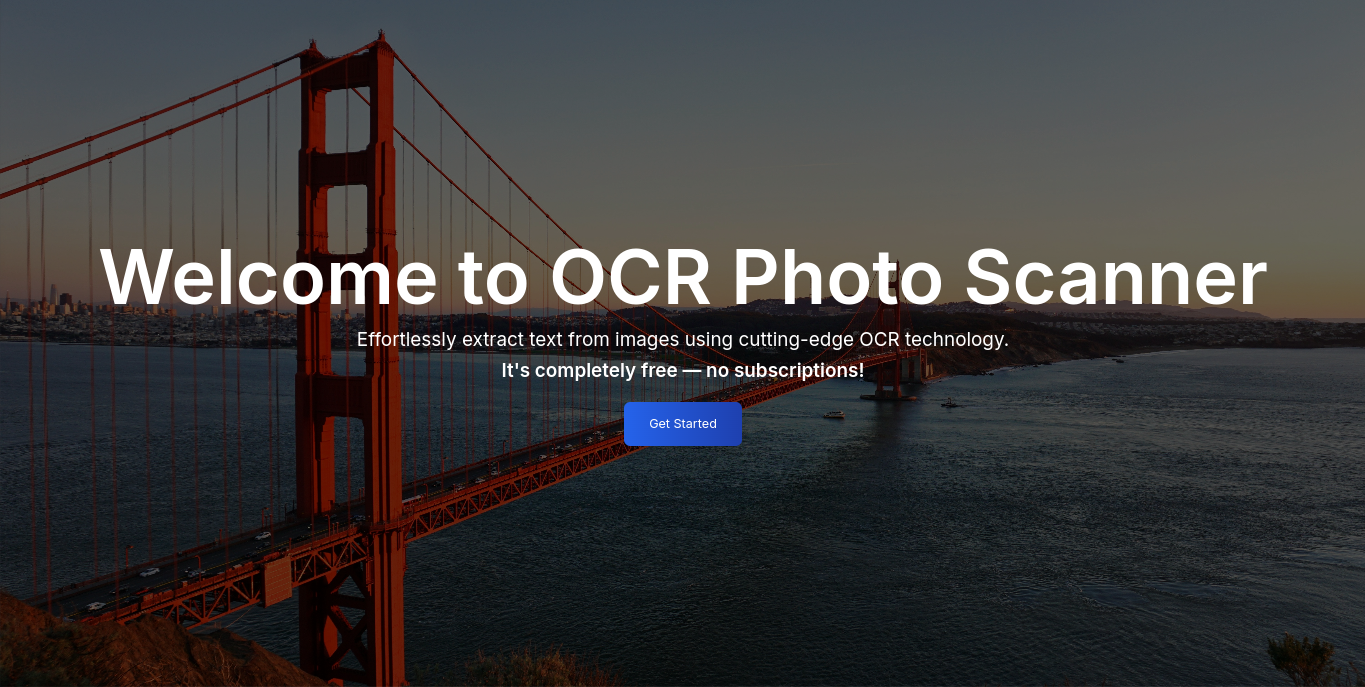 Welcome to OCR Photo Scanner
Effortlessly extract text from images using cutting-edge OCR technology.
It's completely free — no subscriptions!
Get Started